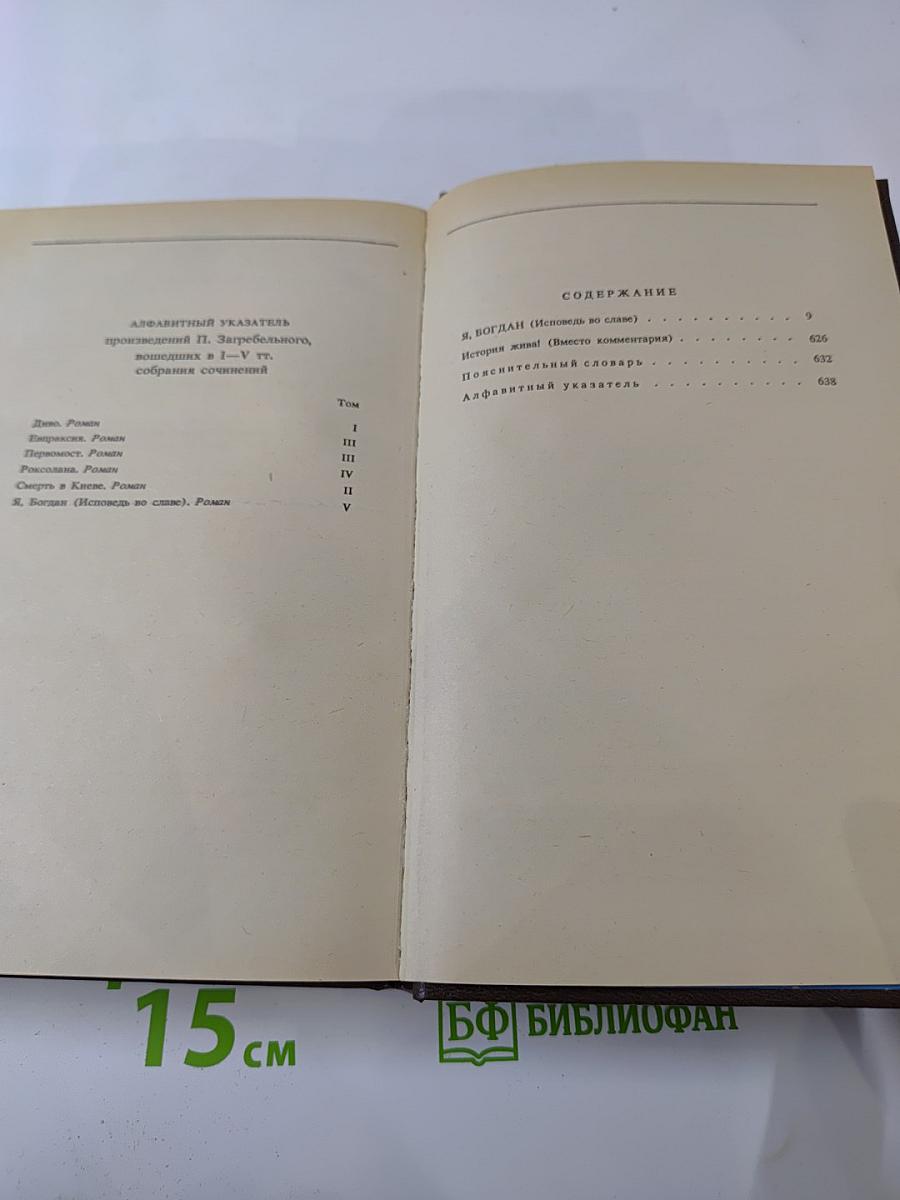 АЛФАВИТНЫЙ УКАЗАТЕЛЬ
произведений П. Загребельного,
вошедших в I—V тт.
собрания сочинений
Том
Диво. Роман I
Евпраксия. Роман III
Первомост. Роман III
Роксолана. Роман IV
Смерть в Киеве. Роман II
Я, Богдан (Исповедь во славе). Роман V
СОДЕРЖАНИЕ
Я, БОГДАН (Исповедь во славе) . . . . . . . . . . 9
История жива! (Вместо комментария) . . . . . . . . 626
Пояснительный словарь . . . . . . . . . . 632
Алфавитный указатель . . . . . . . . . . 638
15 см
БФ БИБЛИОФАН